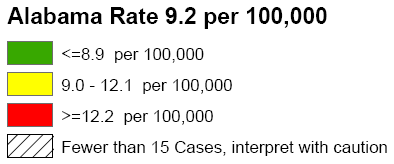 Alabama Rate 9.2 per 100,000
<=8.9 per 100,000
9.0 - 12.1 per 100,000
>=12.2 per 100,000
Fewer than 15 Cases, interpret with caution